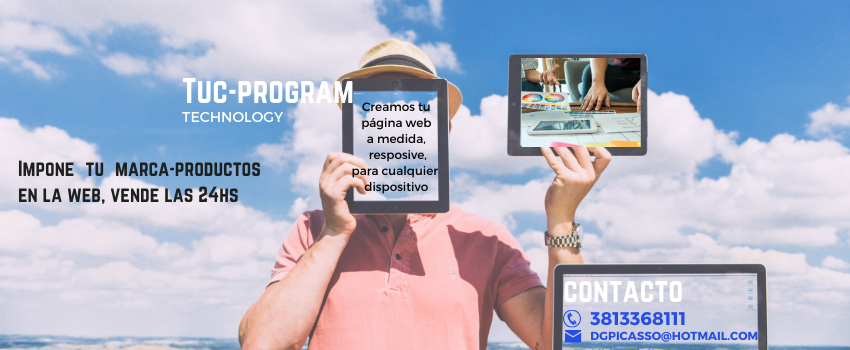 Tuc-program
TECHNOLOGY
Impone tu marca-productos
en la web, vende las 24hs
Creamos tu
página web
a medida,
resposive,
para cualquier
dispositivo
CONTACTO
3813368111
DGPICASSO@HOTMAIL.COM